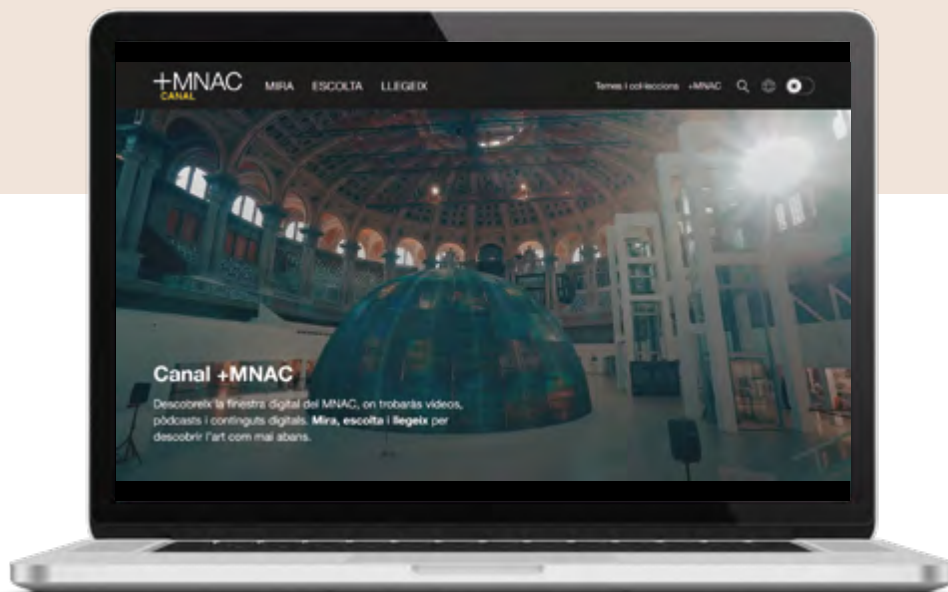 +MNAC
CANAL
MIRA ESCOLTA LLEGEIX
Temes i col·leccions +MNAC
Canal +MNAC
Descobreix la finestra digital del MNAC, on trobaràs vídeos,
pòdcasts i continguts digitals. Mira, escolta i llegeix per
descobrir l'art com mai abans.